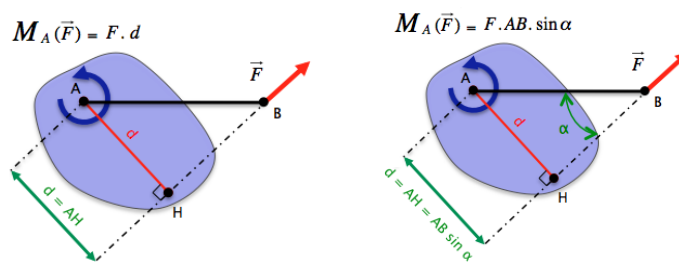 M_A(F⃗) = F . d
F⃗
A
B
d
H
d = AH
M_A(F⃗) = F . AB . sin α
F⃗
A
B
α
d
H
d = AH = AB sin α